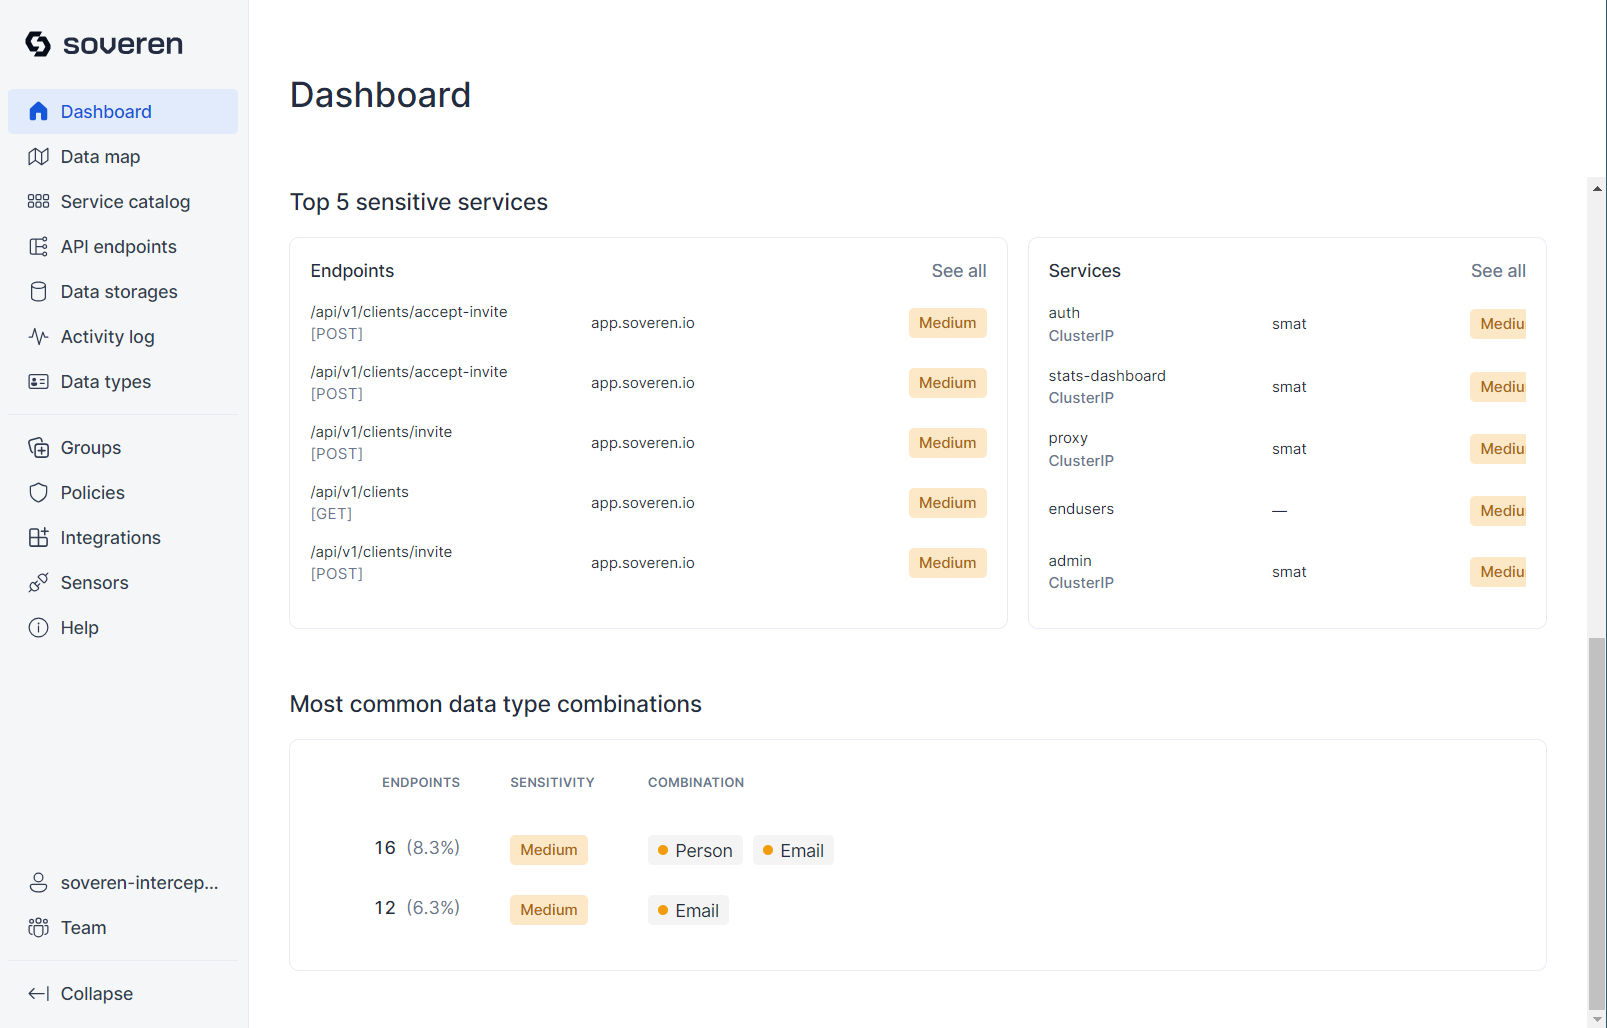 soveren
Dashboard
Data map
Service catalog
API endpoints
Data storages
Activity log
Data types
Groups
Policies
Integrations
Sensors
Help
soveren-intercep...
Team
Collapse
Dashboard
Top 5 sensitive services
Endpoints See all
/api/v1/clients/accept-invite
[POST]
app.soveren.io
Medium
/api/v1/clients/accept-invite
[POST]
app.soveren.io
Medium
/api/v1/clients/invite
[POST]
app.soveren.io
Medium
/api/v1/clients
[GET]
app.soveren.io
Medium
/api/v1/clients/invite
[POST]
app.soveren.io
Medium
Services See all
auth
ClusterIP
smat
Mediu
stats-dashboard
ClusterIP
smat
Mediu
proxy
ClusterIP
smat
Mediu
endusers
—
Mediu
admin
ClusterIP
smat
Mediu
Most common data type combinations
ENDPOINTS SENSITIVITY COMBINATION
16 (8.3%) Medium Person Email
12 (6.3%) Medium Email